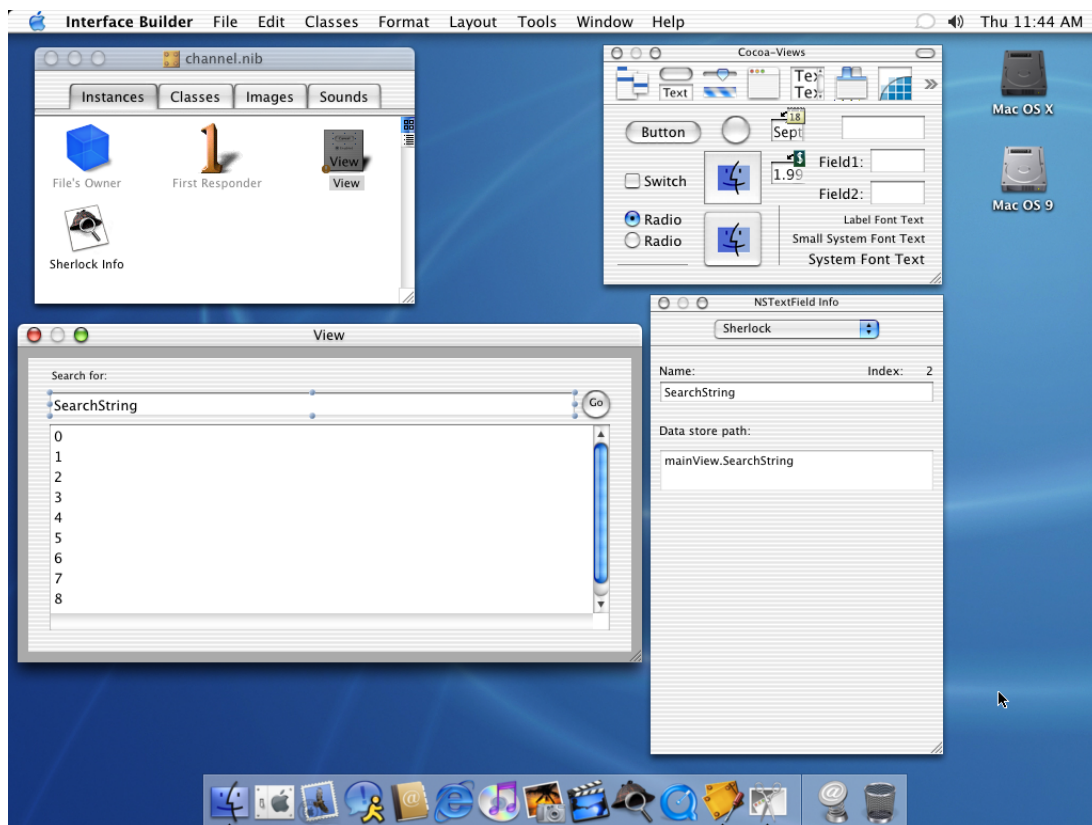 Interface Builder File Edit Classes Format Layout Tools Window Help Thu 11:44 AM
channel.nib
Instances Classes Images Sounds
File's Owner First Responder View
View
Sherlock Info
Cocoa-Views
Text
Button
18
Sept
Switch
$
1.99
Field1:
Field2:
Radio
Radio
Label Font Text
Small System Font Text
System Font Text
Mac OS X
Mac OS 9
View
Search for:
SearchString Go
0
1
2
3
4
5
6
7
8
NSTextField Info
Sherlock
Name: Index: 2
SearchString
Data store path:
mainView.SearchString